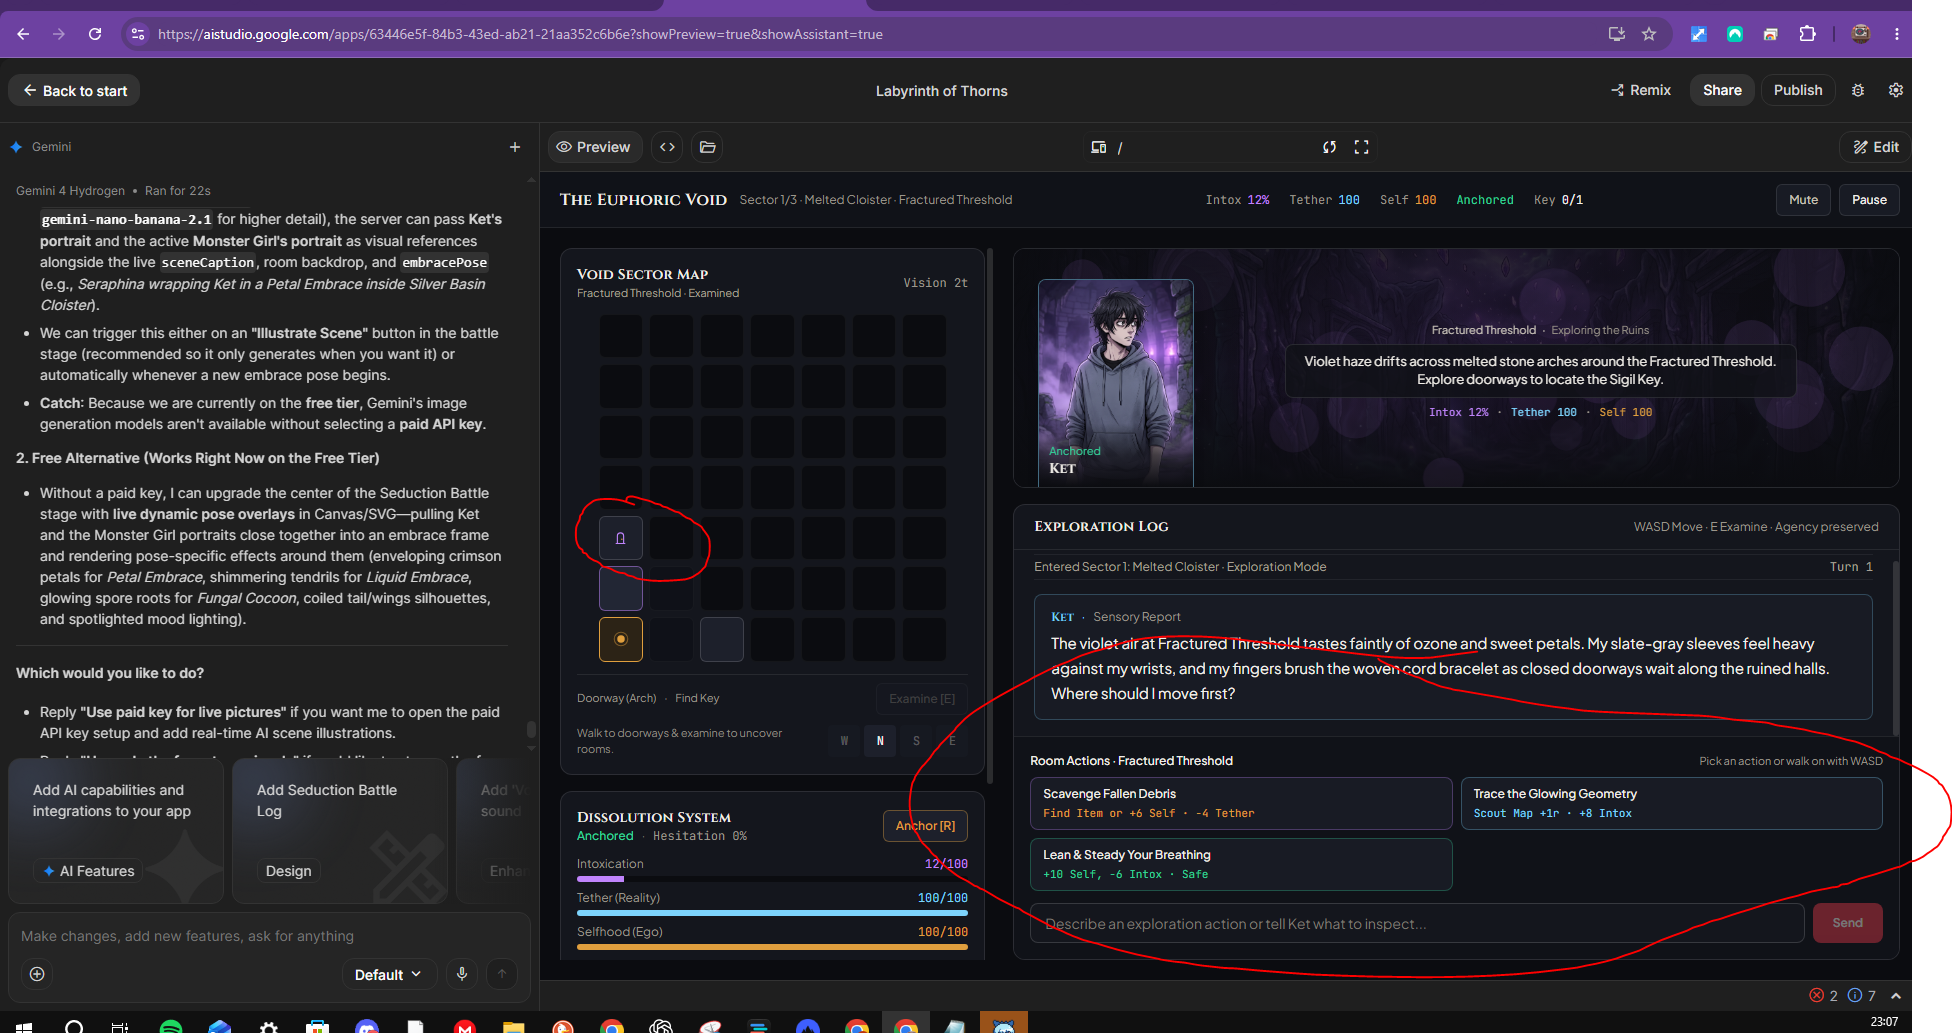 https://aistudio.google.com/apps/63446e5f-84b3-43ed-ab21-21aa352c6b6e?showPreview=true&showAssistant=true
Back to start
Labyrinth of Thorns
Remix
Share
Publish
Gemini
Preview
/
Edit
Gemini 4 Hydrogen • Ran for 22s
gemini-nano-banana-2.1 for higher detail), the server can pass Ket's
portrait and the active Monster Girl's portrait as visual references
alongside the live sceneCaption, room backdrop, and embracePose
(e.g., Seraphina wrapping Ket in a Petal Embrace inside Silver Basin
Cloister).
• We can trigger this either on an "Illustrate Scene" button in the battle
stage (recommended so it only generates when you want it) or
automatically whenever a new embrace pose begins.
• Catch: Because we are currently on the free tier, Gemini's image
generation models aren't available without selecting a paid API key.
2. Free Alternative (Works Right Now on the Free Tier)
• Without a paid key, I can upgrade the center of the Seduction Battle
stage with live dynamic pose overlays in Canvas/SVG—pulling Ket
and the Monster Girl portraits close together into an embrace frame
and rendering pose-specific effects around them (enveloping crimson
petals for Petal Embrace, shimmering tendrils for Liquid Embrace,
glowing spore roots for Fungal Cocoon, coiled tail/wings silhouettes,
and spotlighted mood lighting).
Which would you like to do?
• Reply "Use paid key for live pictures" if you want me to open the paid
API key setup and add real-time AI scene illustrations.
Add AI capabilities and
integrations to your app
AI Features
Add Seduction Battle
Log
Design
Make changes, add new features, ask for anything
Default
The Euphoric Void
Sector 1/3 · Melted Cloister · Fractured Threshold
Intox 12%
Tether 100
Self 100
Anchored
Key 0/1
Mute
Pause
Void Sector Map
Fractured Threshold · Examined
Vision 2t
Doorway (Arch) · Find Key
Examine [E]
Walk to doorways & examine to uncover
rooms.
W
N
S
E
Dissolution System
Anchored · Hesitation 0%
Anchor [R]
Intoxication
12/100
Tether (Reality)
100/100
Selfhood (Ego)
100/100
Anchored
Ket
Fractured Threshold · Exploring the Ruins
Violet haze drifts across melted stone arches around the Fractured Threshold.
Explore doorways to locate the Sigil Key.
Intox 12% · Tether 100 · Self 100
Exploration Log
WASD Move · E Examine · Agency preserved
Entered Sector 1: Melted Cloister · Exploration Mode
Turn 1
Ket · Sensory Report
The violet air at Fractured Threshold tastes faintly of ozone and sweet petals. My slate-gray sleeves feel heavy
against my wrists, and my fingers brush the woven cord bracelet as closed doorways wait along the ruined halls.
Where should I move first?
Room Actions · Fractured Threshold
Pick an action or walk on with WASD
Scavenge Fallen Debris
Find Item or +6 Self · -4 Tether
Trace the Glowing Geometry
Scout Map +1r · +8 Intox
Lean & Steady Your Breathing
+10 Self, -6 Intox · Safe
Describe an exploration action or tell Ket what to inspect...
Send
2
7
23:07